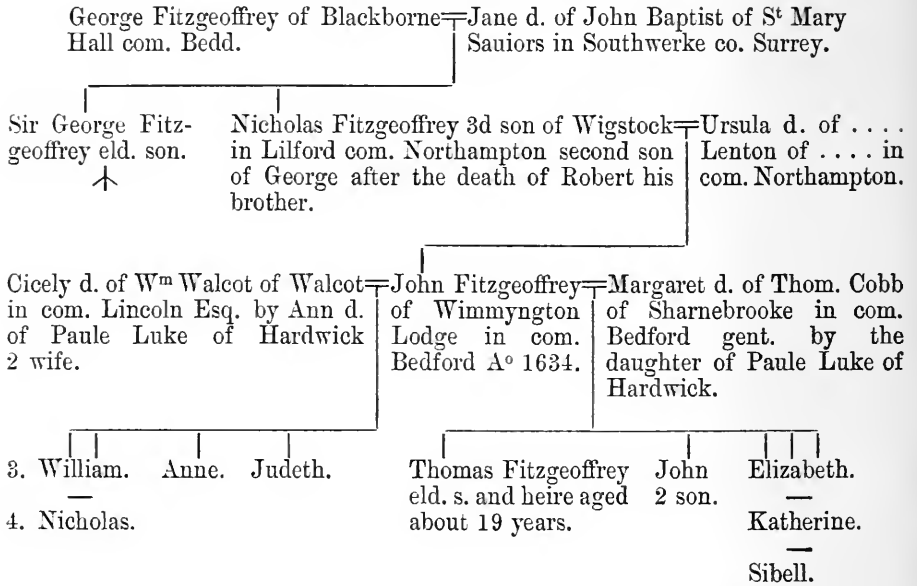 George Fitzgeoffrey of Blackborne
Hall com. Bedd.
Jane d. of John Baptist of Sᵗ Mary
Sauiors in Southwerke co. Surrey.
Sir George Fitz-
geoffrey eld. son.
Nicholas Fitzgeoffrey 3d son of Wigstock
in Lilford com. Northampton second son
of George after the death of Robert his
brother.
Ursula d. of . . . .
Lenton of . . . . in
com. Northampton.
Cicely d. of Wᵐ Walcot of Walcot
in com. Lincoln Esq. by Ann d.
of Paule Luke of Hardwick
2 wife.
John Fitzgeoffrey
of Wimmyngton
Lodge in com.
Bedford Aᵒ 1634.
Margaret d. of Thom. Cobb
of Sharnebrooke in com.
Bedford gent. by the
daughter of Paule Luke of
Hardwick.
3. William.
4. Nicholas.
Anne.
Judeth.
Thomas Fitzgeoffrey
eld. s. and heire aged
about 19 years.
John
2 son.
Elizabeth.
Katherine.
Sibell.